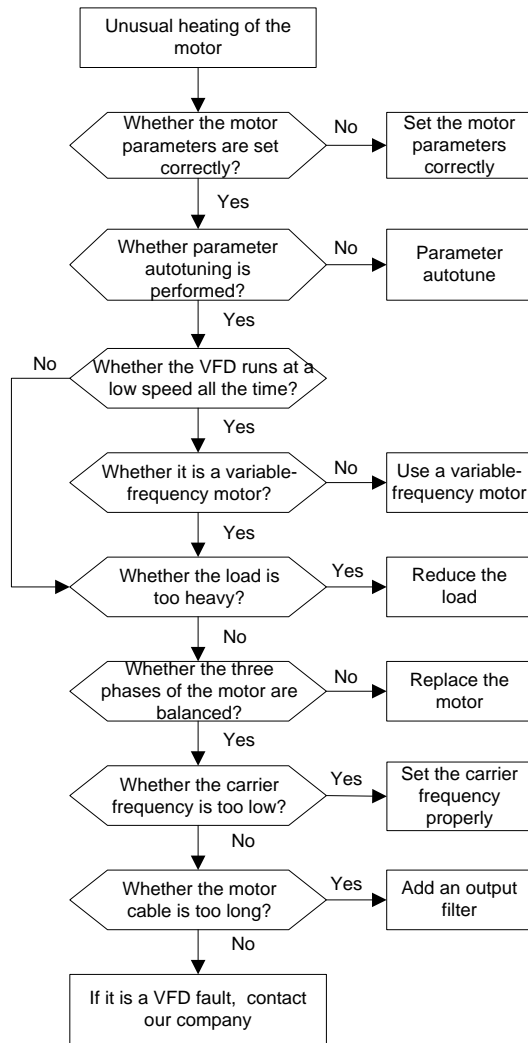 Unusual heating of the
motor
Whether the motor
parameters are set
correctly?
No
Set the motor
parameters
correctly
Yes
Whether parameter
autotuning is
performed?
No
Parameter
autotune
Yes
No
Whether the VFD runs at a
low speed all the time?
Yes
Whether it is a variable-
frequency motor?
No
Use a variable-
frequency motor
Yes
Whether the load is
too heavy?
Yes
Reduce the
load
No
Whether the three
phases of the motor are
balanced?
No
Replace the
motor
Yes
Whether the carrier
frequency is too low?
Yes
Set the carrier
frequency
properly
No
Whether the motor
cable is too long?
Yes
Add an output
filter
No
If it is a VFD fault, contact
our company